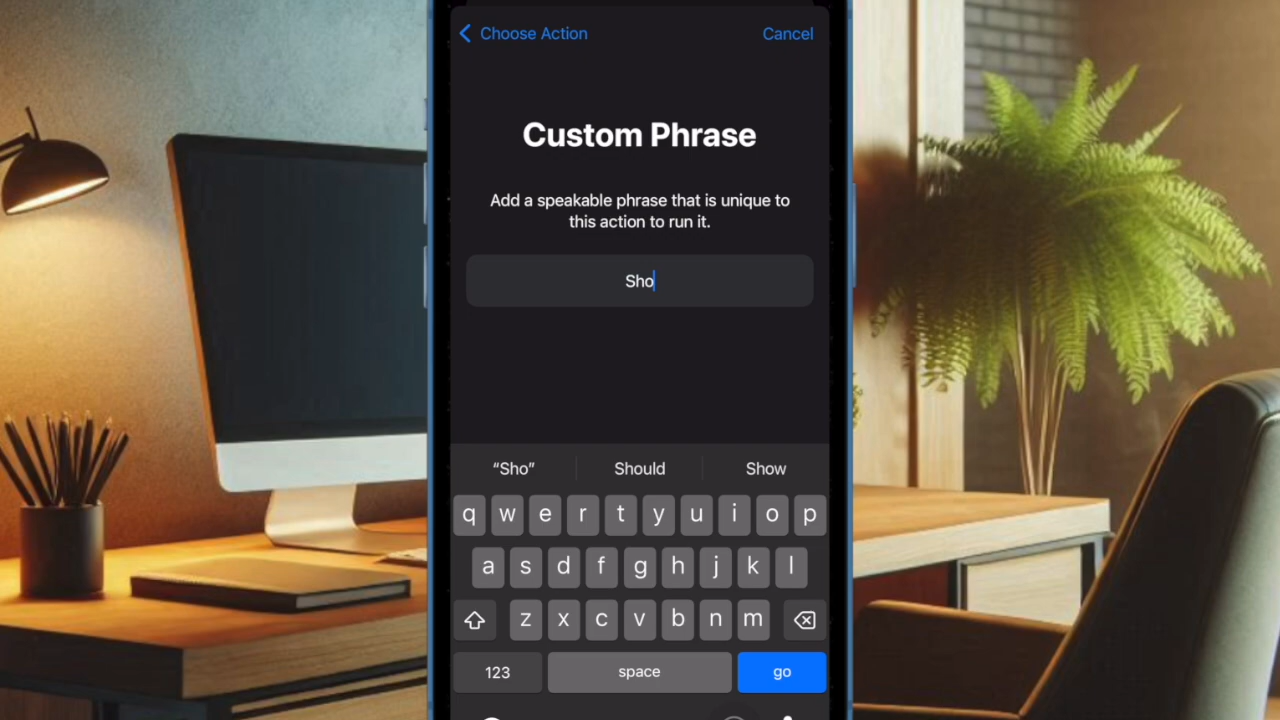 Choose Action
Cancel
Custom Phrase
Add a speakable phrase that is unique to
this action to run it.
Sho
“Sho” Should Show
q w e r t y u i o p
a s d f g h j k l
z x c v b n m
123 space go